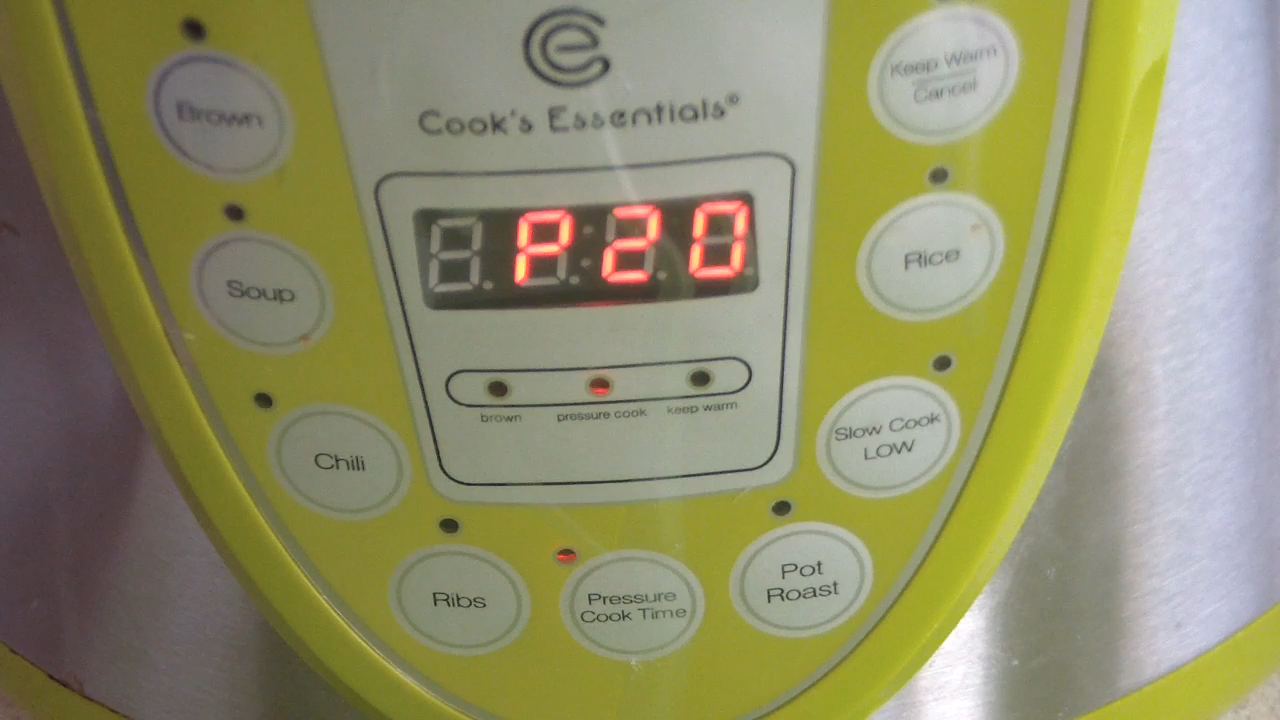 Cook's Essentials®
P20
brown
pressure cook
keep warm
Brown
Soup
Chili
Ribs
Pressure
Cook Time
Pot
Roast
Slow Cook
LOW
Rice
Keep Warm
Cancel